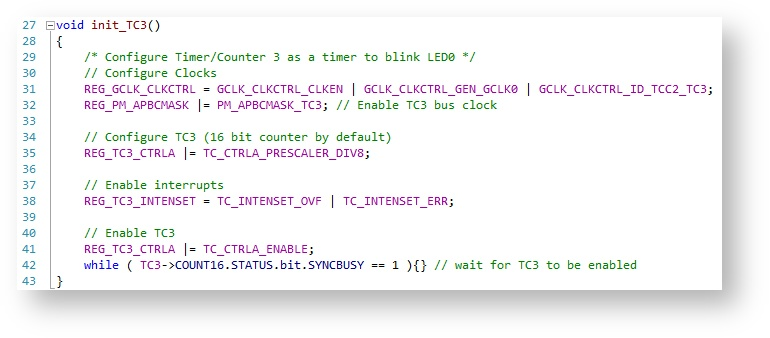 27 void init_TC3()
28 {
29 /* Configure Timer/Counter 3 as a timer to blink LED0 */
30 // Configure Clocks
31 REG_GCLK_CLKCTRL = GCLK_CLKCTRL_CLKEN | GCLK_CLKCTRL_GEN_GCLK0 | GCLK_CLKCTRL_ID_TCC2_TC3;
32 REG_PM_APBCMASK |= PM_APBCMASK_TC3; // Enable TC3 bus clock
33
34 // Configure TC3 (16 bit counter by default)
35 REG_TC3_CTRLA |= TC_CTRLA_PRESCALER_DIV8;
36
37 // Enable interrupts
38 REG_TC3_INTENSET = TC_INTENSET_OVF | TC_INTENSET_ERR;
39
40 // Enable TC3
41 REG_TC3_CTRLA |= TC_CTRLA_ENABLE;
42 while ( TC3->COUNT16.STATUS.bit.SYNCBUSY == 1 ){} // wait for TC3 to be enabled
43 }